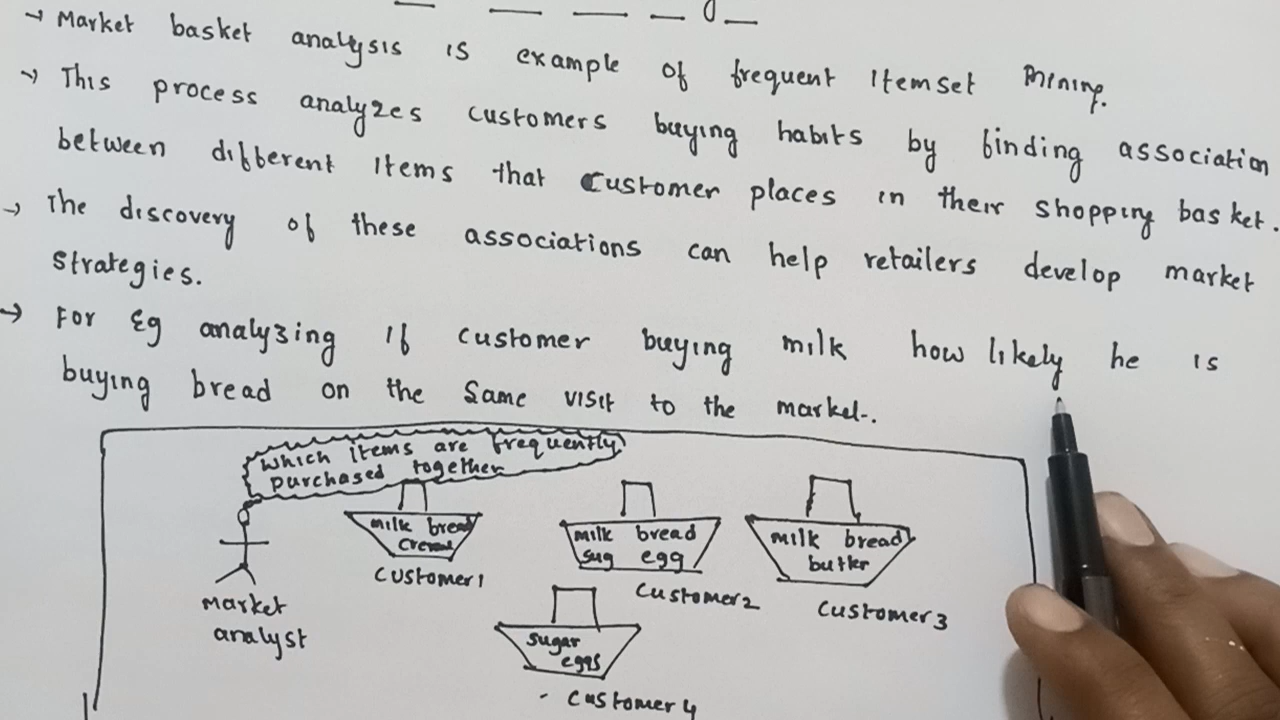 → Market basket analysis is example of frequent itemset Mining.
→ This process analyzes customers buying habits by finding association
between different items that customer places in their shopping basket.
→ The discovery of these associations can help retailers develop market
strategies.
→ For Eg analyzing if customer buying milk how likely he is
buying bread on the same visit to the market.
which items are frequently
purchased together
milk bread
customer1
milk bread
sug egg
customer2
milk bread
butter
customer3
Market
analyst
sugar
eggs
customer4